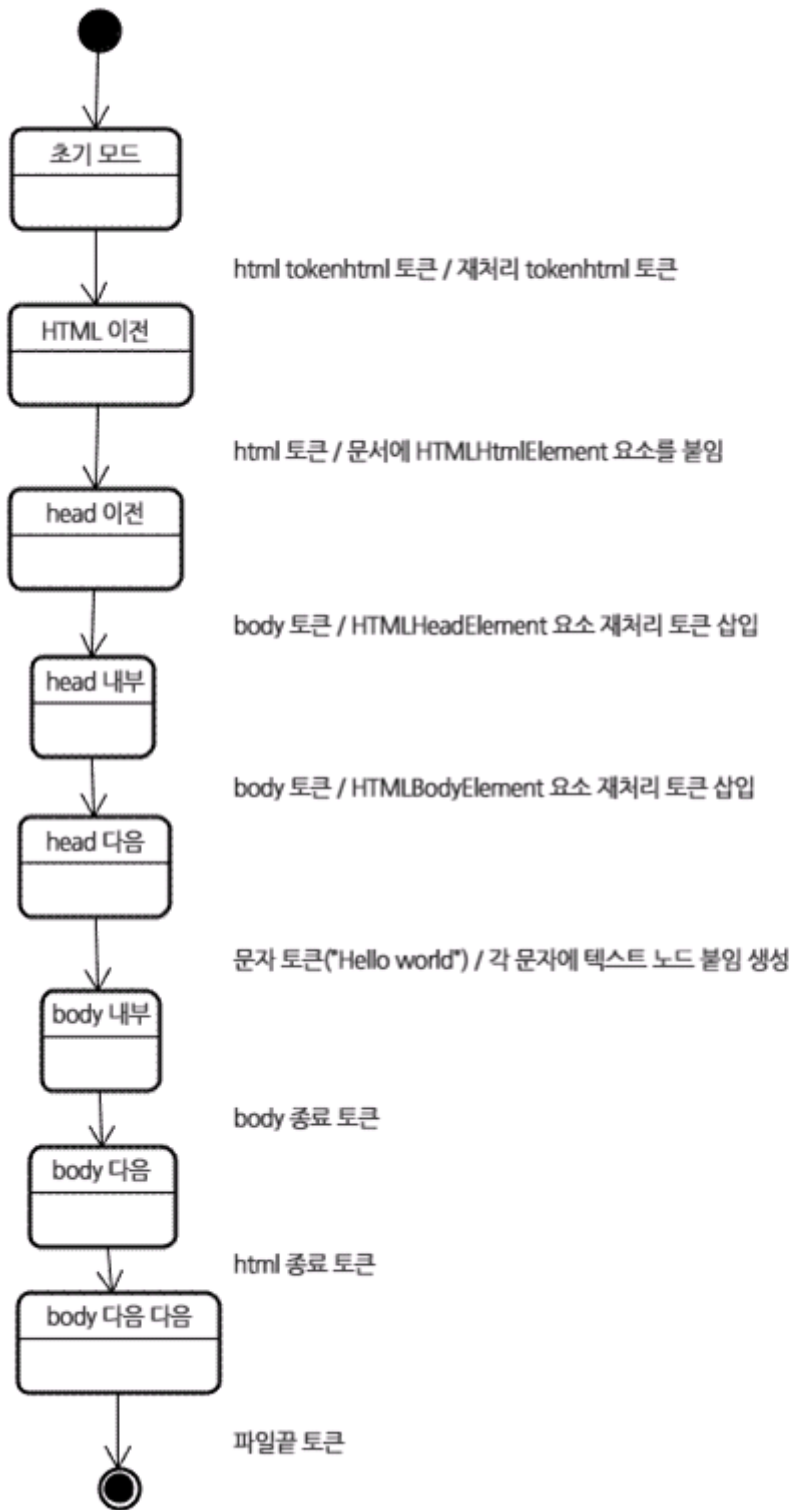 초기 모드
html tokenhtml 토큰 / 재처리 tokenhtml 토큰
HTML 이전
html 토큰 / 문서에 HTMLHtmlElement 요소를 붙임
head 이전
body 토큰 / HTMLHeadElement 요소 재처리 토큰 삽입
head 내부
body 토큰 / HTMLBodyElement 요소 재처리 토큰 삽입
head 다음
문자 토큰("Hello world") / 각 문자에 텍스트 노드 붙임 생성
body 내부
body 종료 토큰
body 다음
html 종료 토큰
body 다음 다음
파일끝 토큰